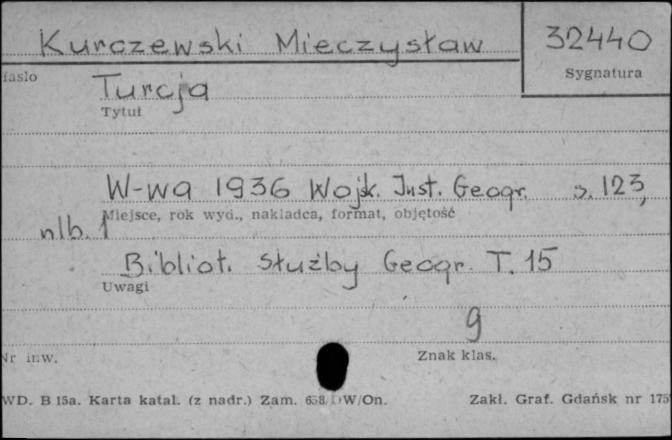 Kurczewski Mieczysław 32440
Hasło Sygnatura
Turcja
Tytuł
W-wa 1936 Wojsk. Inst. Geogr. s. 123,
Miejsce, rok wyd., nakładca, format, objętość
nlb. 1
Bibliot. Służby Geogr. T. 15
Uwagi
9
Nr inw. Znak klas.
WD. B 15a. Karta katal. (z nadr.) Zam. DW/On. Zakł. Graf. Gdańsk nr 175